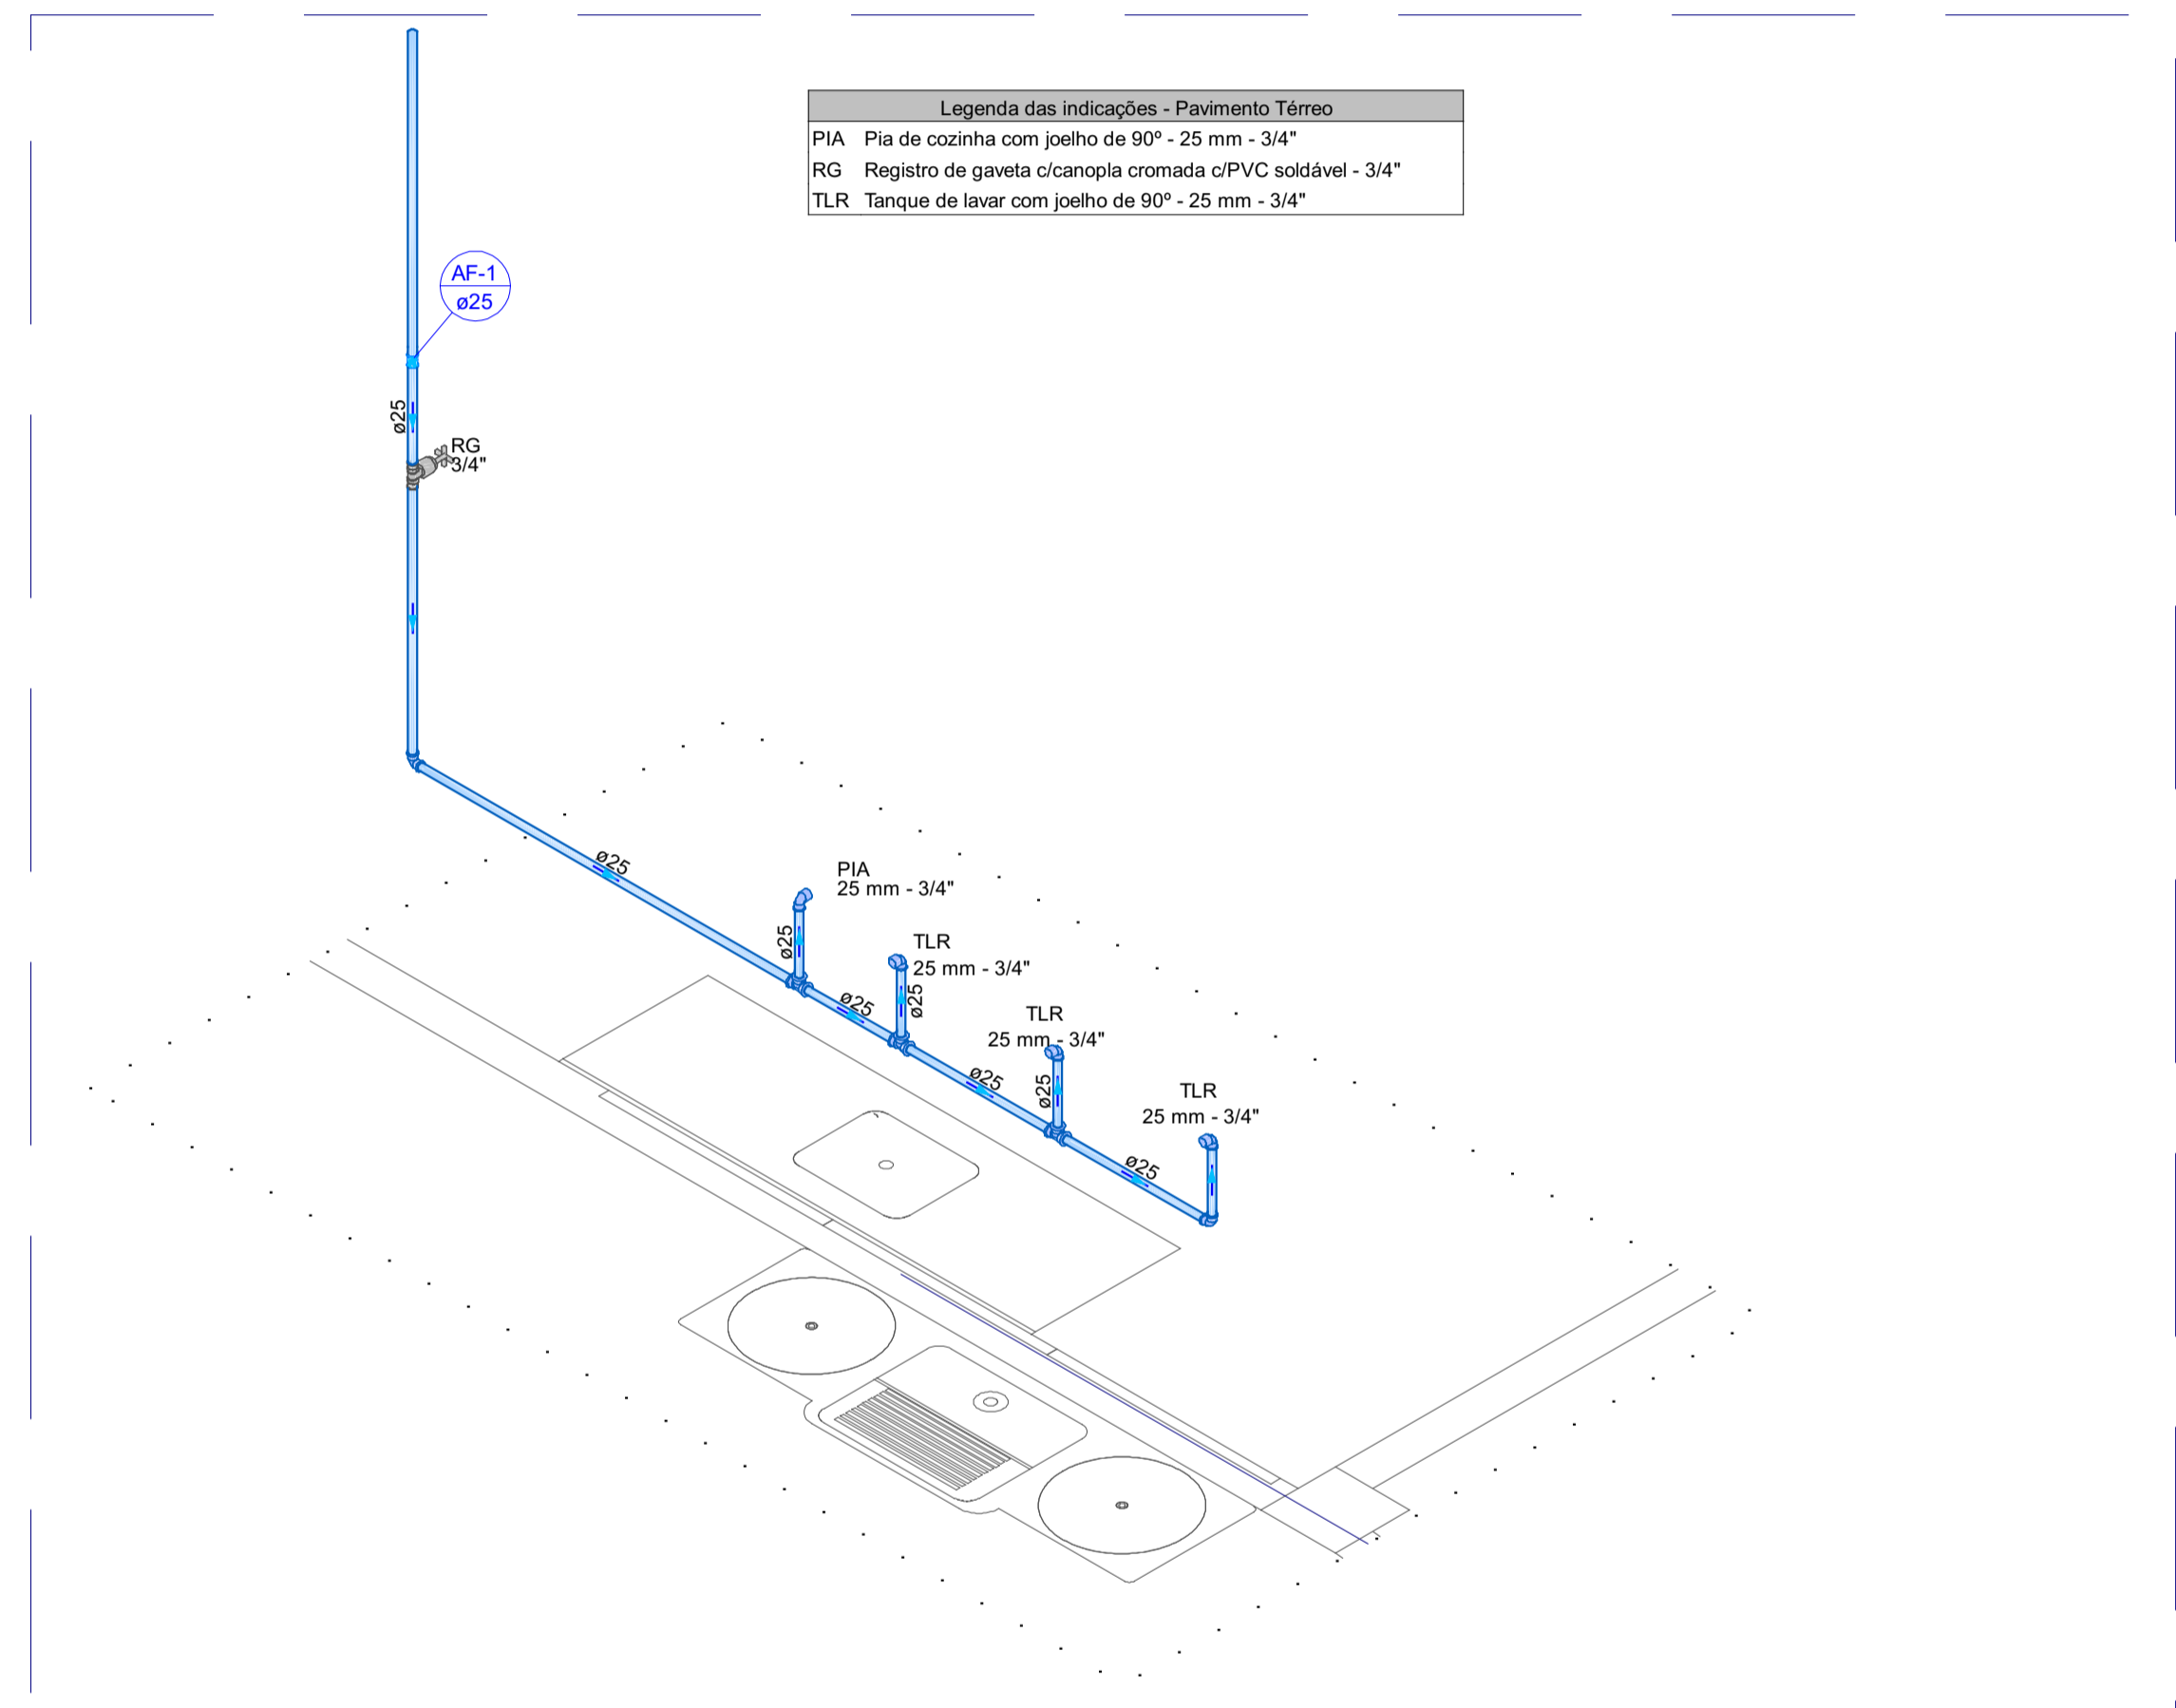 Legenda das indicações - Pavimento Térreo
PIA Pia de cozinha com joelho de 90º - 25 mm - 3/4"
RG Registro de gaveta c/canopla cromada c/PVC soldável - 3/4"
TLR Tanque de lavar com joelho de 90º - 25 mm - 3/4"
AF-1
ø25
ø25
RG
3/4"
ø25
PIA
25 mm - 3/4"
ø25
TLR
25 mm - 3/4"
ø25
ø25
TLR
25 mm - 3/4"
ø25
ø25
TLR
25 mm - 3/4"
ø25